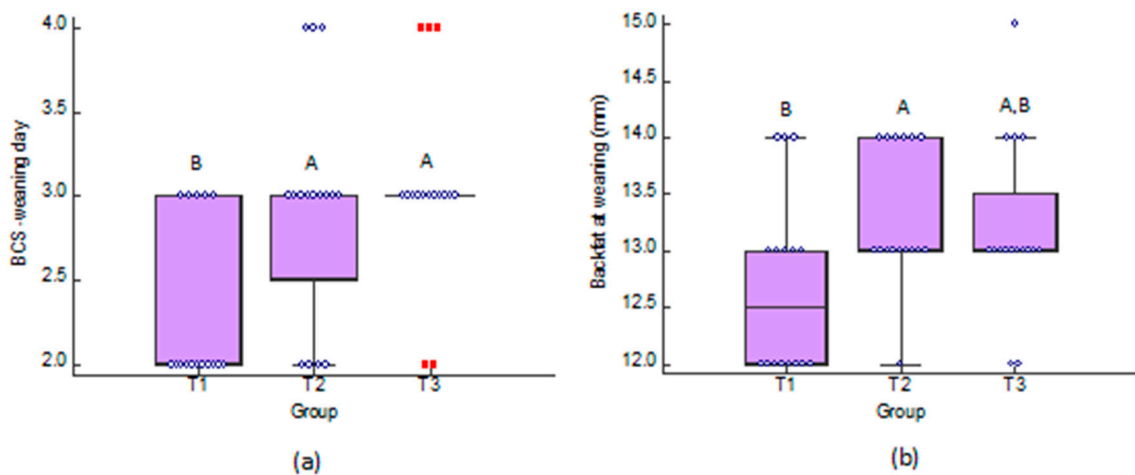 4.0
3.5
3.0
2.5
2.0
BCS -weaning day
B
A
A
T1
T2
T3
Group
(a)
15.0
14.5
14.0
13.5
13.0
12.5
12.0
Backfat at weaning (mm)
B
A
A,B
T1
T2
T3
Group
(b)